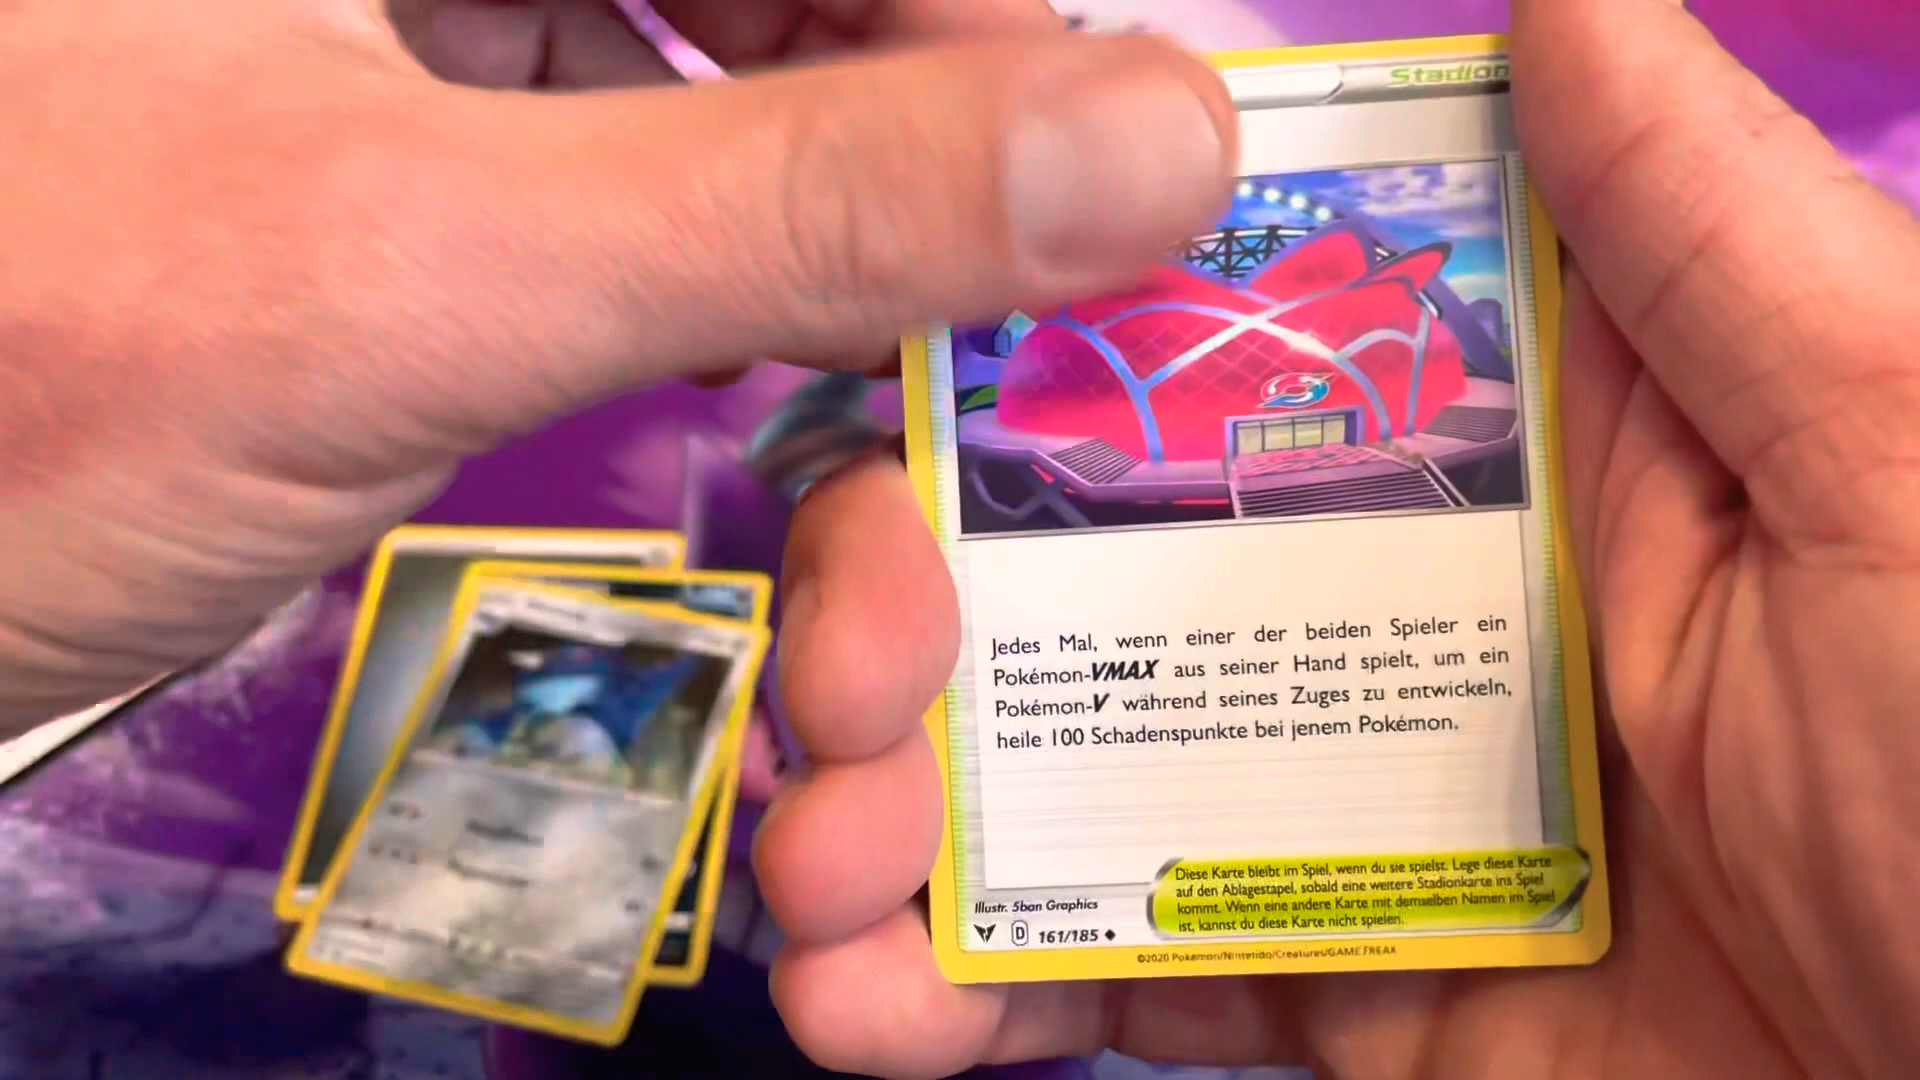 Stadion
Jedes Mal, wenn einer der beiden Spieler ein
Pokémon-VMAX aus seiner Hand spielt, um ein
Pokémon-V während seines Zuges zu entwickeln,
heile 100 Schadenspunkte bei jenem Pokémon.
Diese Karte bleibt im Spiel, wenn du sie spielst. Lege diese Karte
auf den Ablagestapel, sobald eine weitere Stadionkarte ins Spiel
kommt. Wenn eine andere Karte mit demselben Namen im Spiel
ist, kannst du diese Karte nicht spielen.
Illustr. 5ban Graphics
D 161/185
©2020 Pokémon/Nintendo/Creatures/GAME FREAK